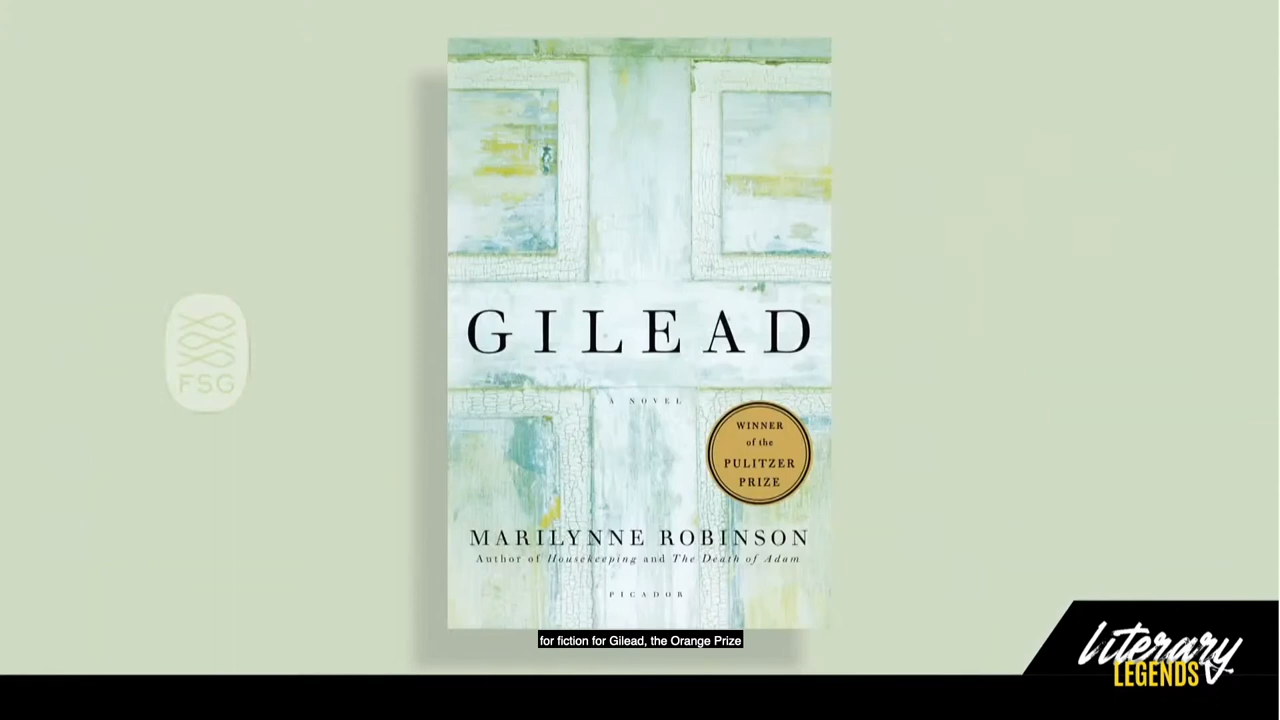 GILEAD
A NOVEL
WINNER
of the
PULITZER
PRIZE
MARILYNNE ROBINSON
Author of Housekeeping and The Death of Adam
PICADOR
FSG
for fiction for Gilead, the Orange Prize
Literary
LEGENDS